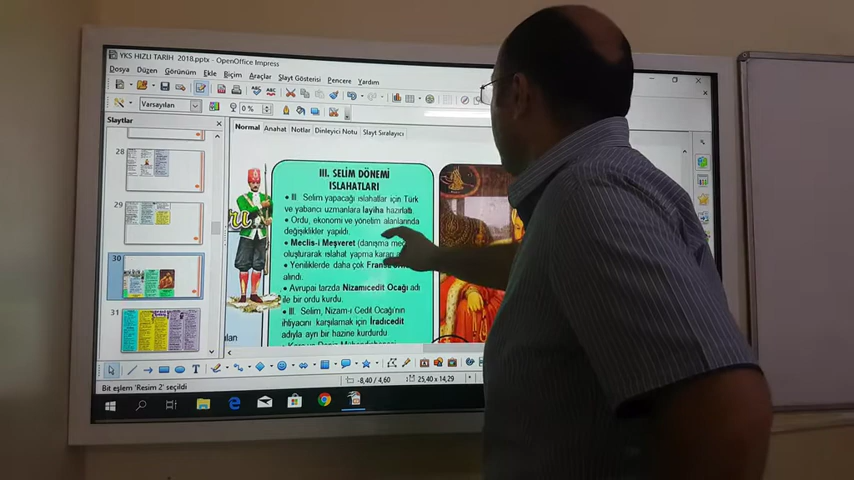 YKS HIZLI TARİH 2018.pptx - OpenOffice Impress
Dosya Düzen Görünüm Ekle Biçim Araçlar Slayt Gösterisi Pencere Yardım
Varsayılan
0 %
Slaytlar
Normal Anahat Notlar Dinleyici Notu Slayt Sıralayıcı
28
29
30
31
III. SELİM DÖNEMİ
ISLAHATLARI
• III. Selim yapacağı ıslahatlar için Türk
ve yabancı uzmanlara layiha hazırlatı.
• Ordu, ekonomi ve yönetim alanlarında
değişiklikler yapıldı.
• Meclis-i Meşveret (danışma
oluşturarak ıslahat yapma kararı
• Yeniliklerde daha çok
alındı.
• Avrupai tarzda Nizamıcedit Ocağı adı
ile bir ordu kurdu.
• III. Selim, Nizam-ı Cedit Ocağı'nın
ihtiyacını karşılamak için İradıcedit
adıyla ayrı bir hazine kurdurdu
Bit eşlem 'Resim 2' seçildi
-8,40 / 4,60
25,40 x 14,29